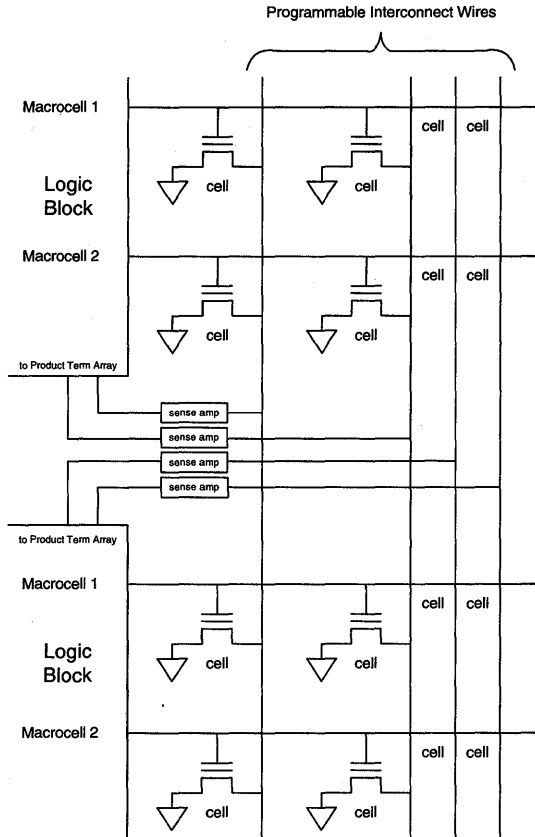 Programmable Interconnect Wires
Macrocell 1
cell cell
cell cell
Logic
Block
Macrocell 2
cell cell
cell cell
to Product Term Array
sense amp
sense amp
sense amp
sense amp
to Product Term Array
Macrocell 1
cell cell
cell cell
Logic
Block
Macrocell 2
cell cell
cell cell